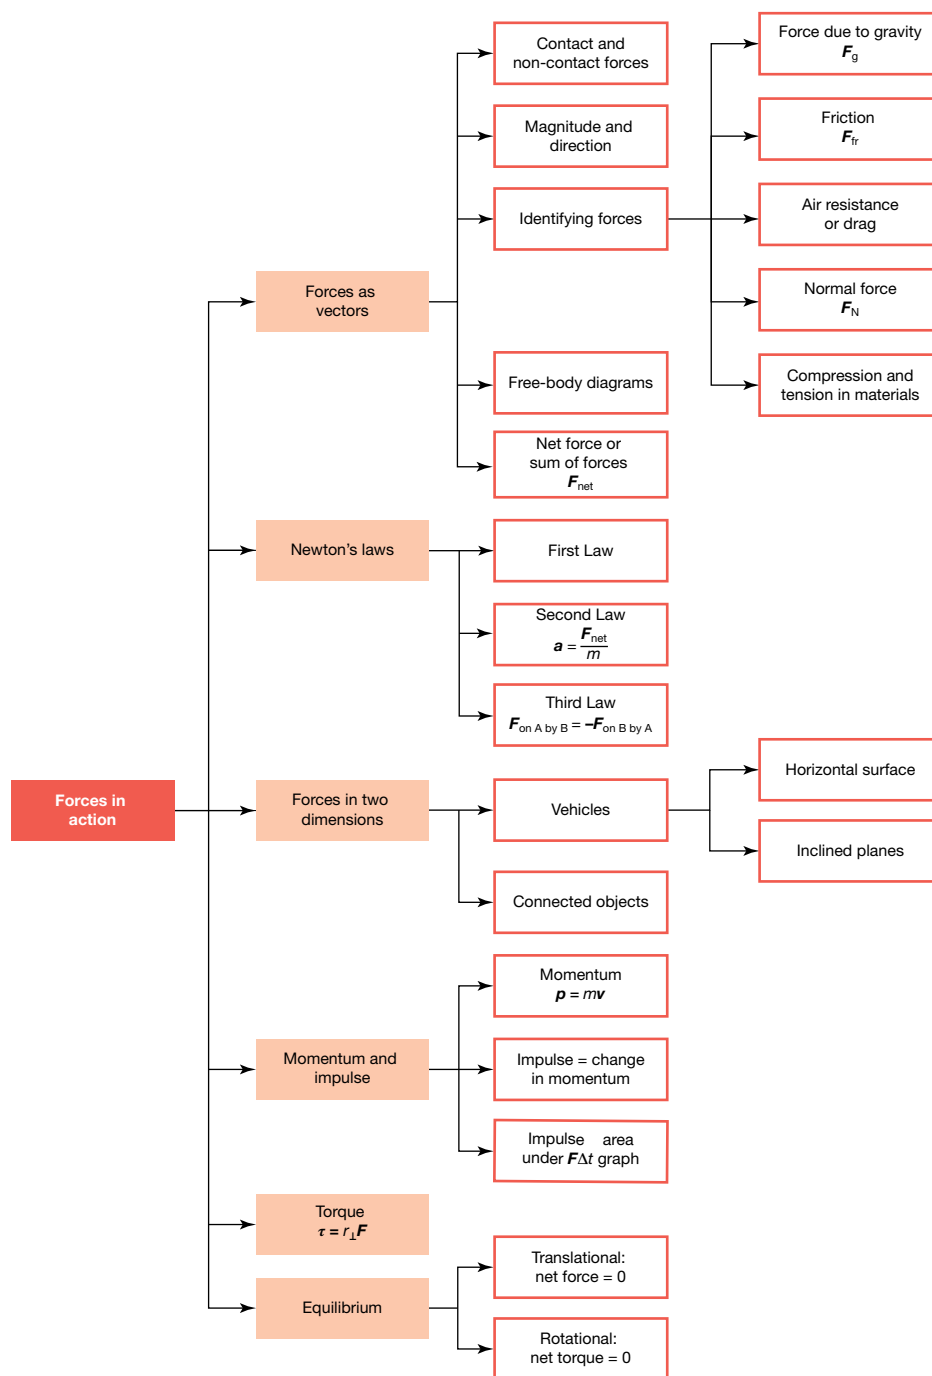 Forces in
action
Forces as
vectors
Contact and
non-contact forces
Magnitude and
direction
Identifying forces
Force due to gravity
Fg
Friction
Ffr
Air resistance
or drag
Normal force
FN
Compression and
tension in materials
Free-body diagrams
Net force or
sum of forces
Fnet
Newton’s laws
First Law
Second Law
a = Fnet/m
Third Law
Fon A by B = –Fon B by A
Forces in two
dimensions
Vehicles
Horizontal surface
Inclined planes
Connected objects
Momentum and
impulse
Momentum
p = mv
Impulse = change
in momentum
Impulse area
under FΔt graph
Torque
τ = r⊥F
Equilibrium
Translational:
net force = 0
Rotational:
net torque = 0